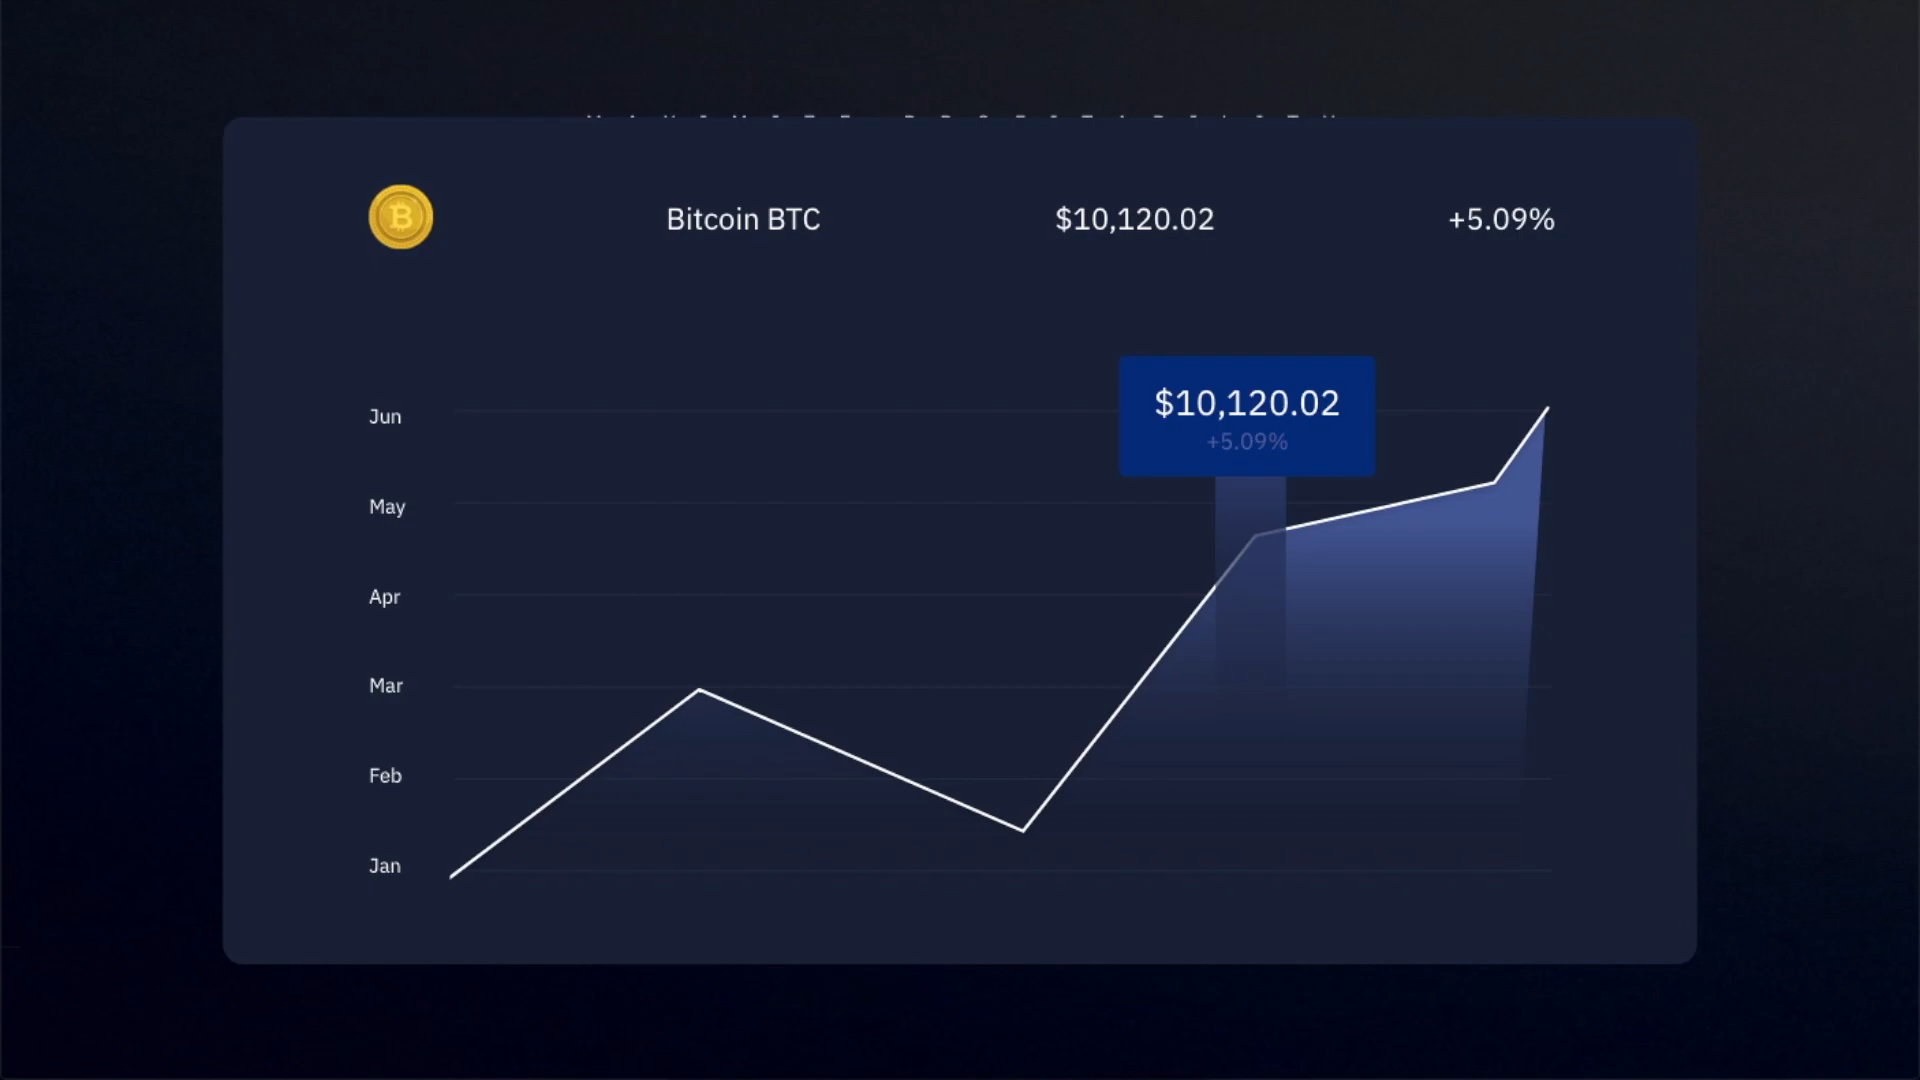 Bitcoin BTC
$10,120.02
+5.09%
$10,120.02
+5.09%
Jun
May
Apr
Mar
Feb
Jan